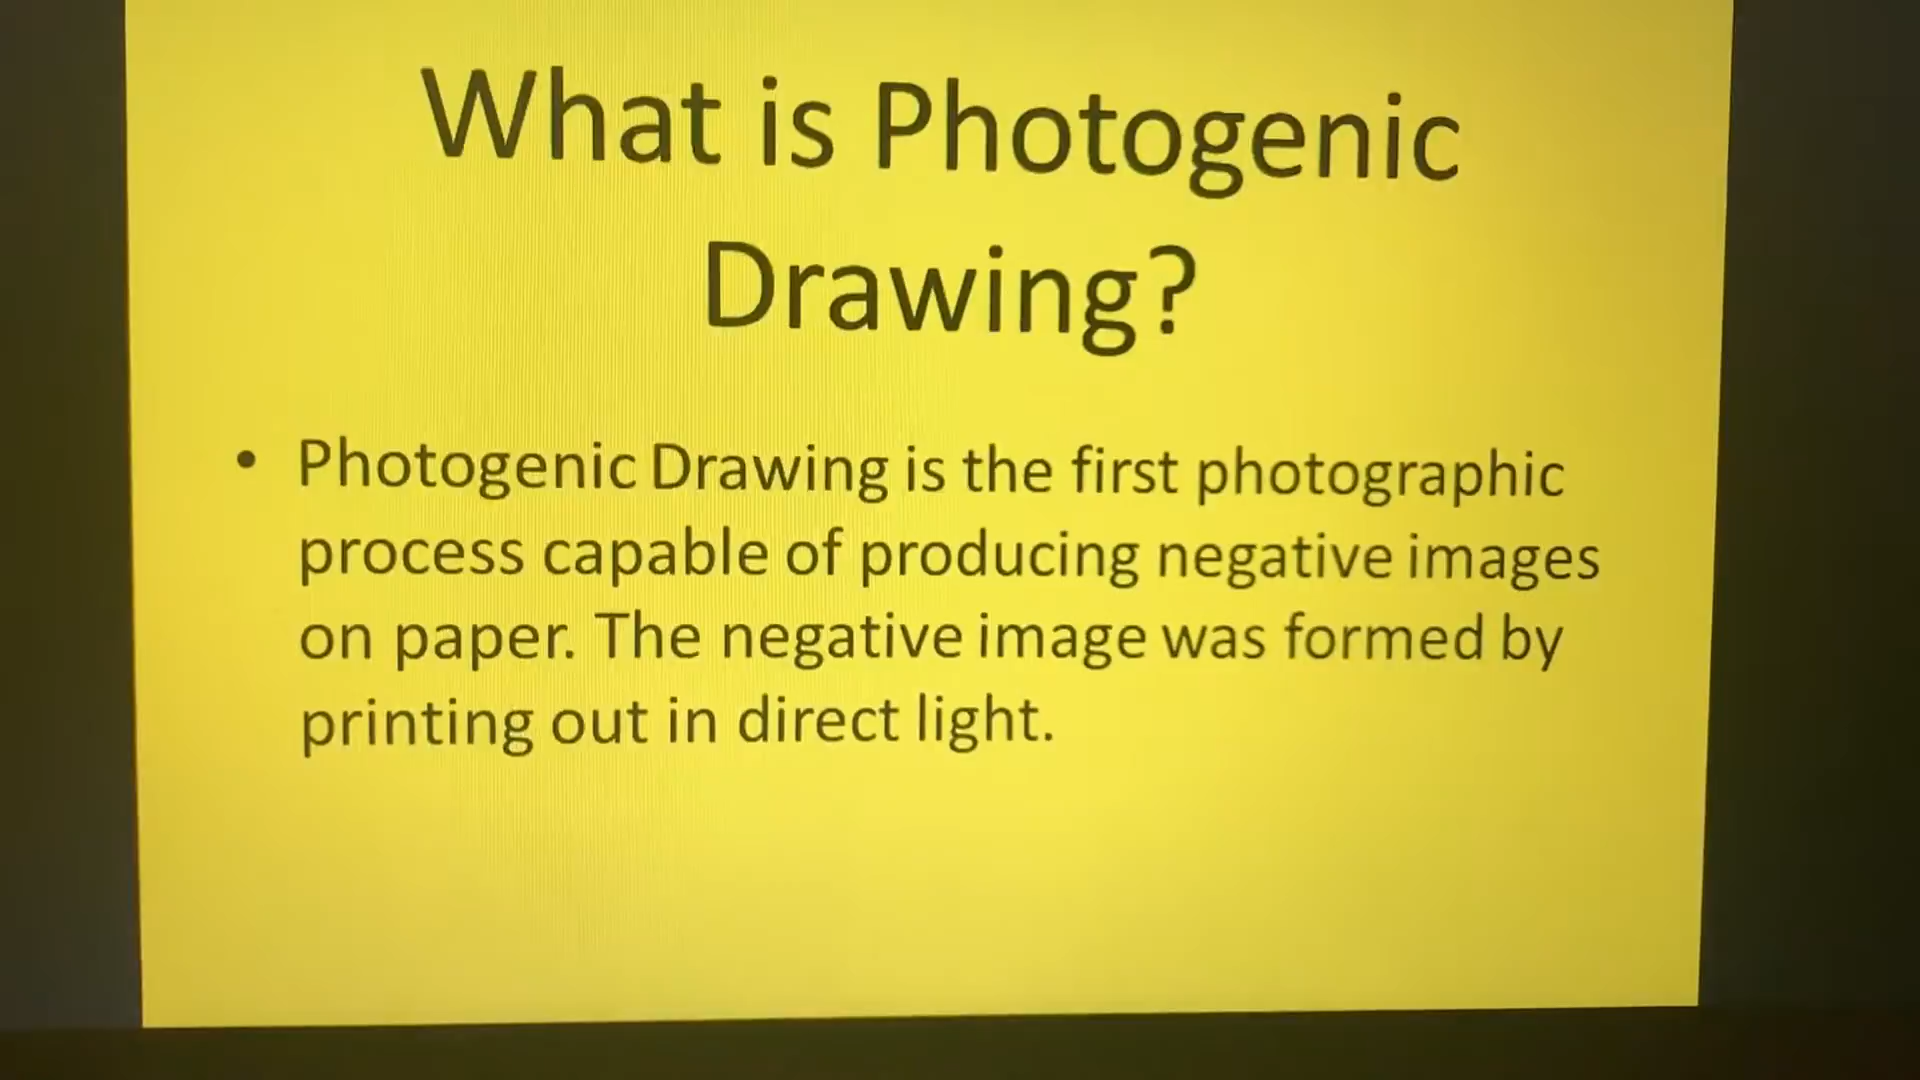 What is Photogenic
Drawing?
• Photogenic Drawing is the first photographic
process capable of producing negative images
on paper. The negative image was formed by
printing out in direct light.